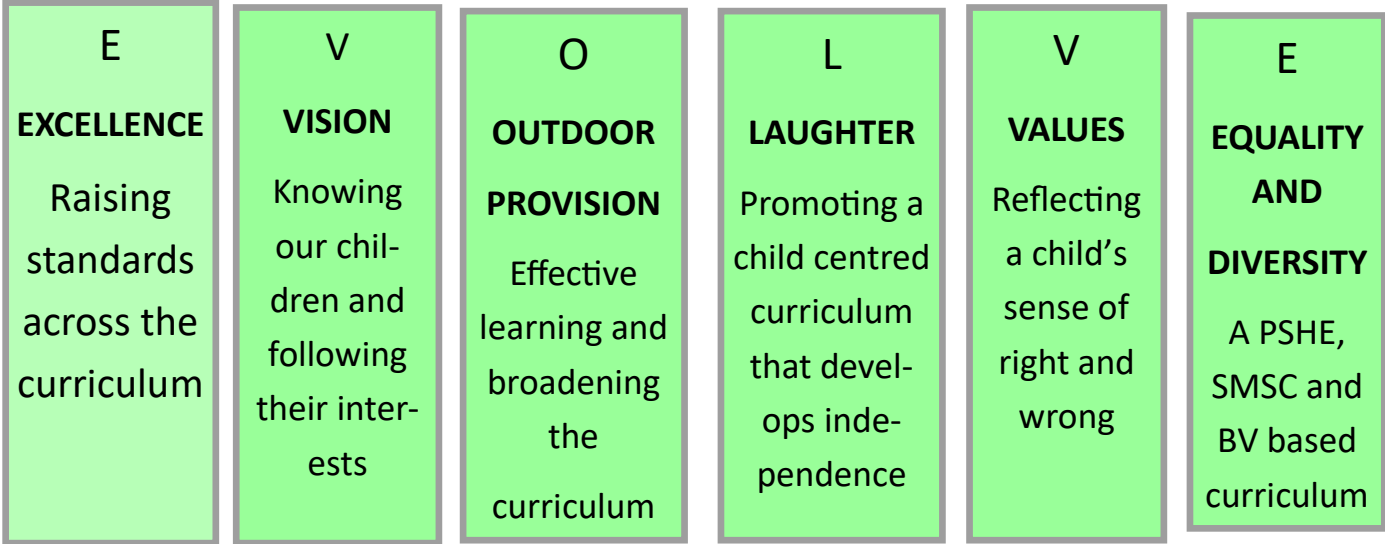 E
EXCELLENCE
Raising
standards
across the
curriculum
V
VISION
Knowing
our chil-
dren and
following
their inter-
ests
O
OUTDOOR
PROVISION
Effective
learning and
broadening
the
curriculum
L
LAUGHTER
Promoting a
child centred
curriculum
that devel-
ops inde-
pendence
V
VALUES
Reflecting
a child’s
sense of
right and
wrong
E
EQUALITY
AND
DIVERSITY
A PSHE,
SMSC and
BV based
curriculum